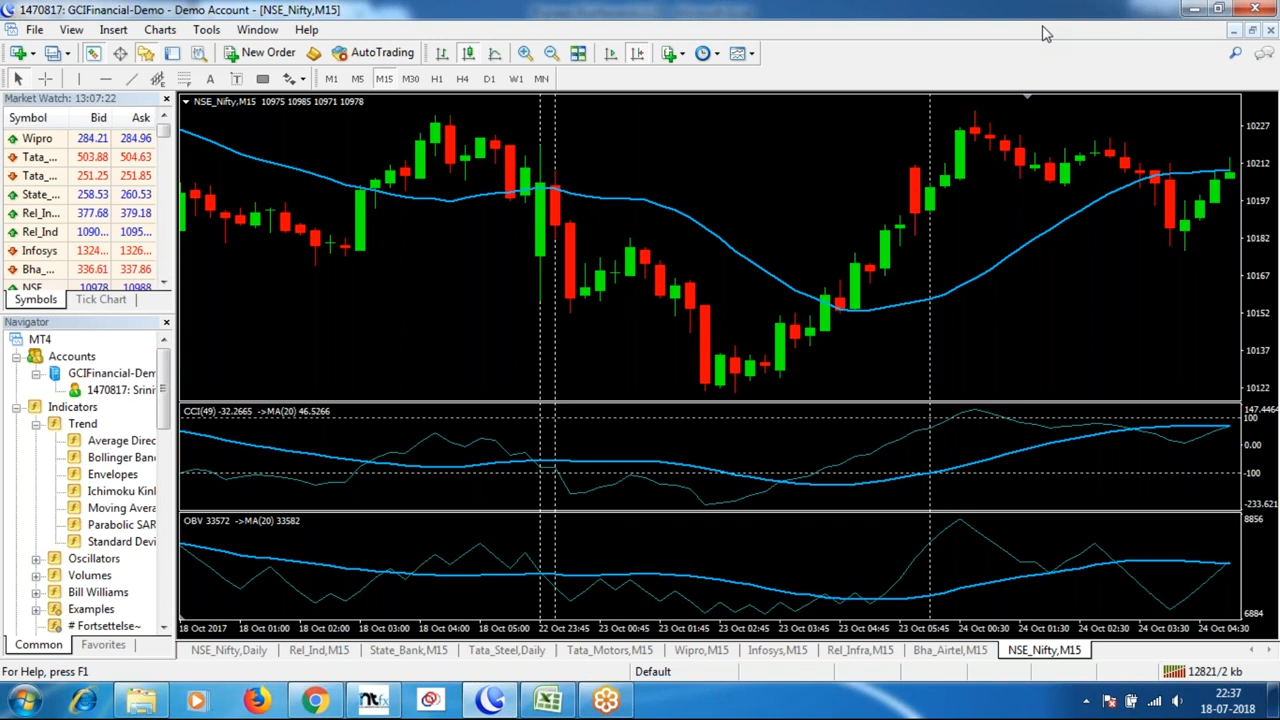 1470817: GCIFinancial-Demo - Demo Account - [NSE_Nifty,M15]
File View Insert Charts Tools Window Help
New Order AutoTrading
A T M1 M5 M15 M30 H1 H4 D1 W1 MN
Market Watch: 13:07:22
Symbol Bid Ask
Wipro 284.21 284.96
Tata_... 503.88 504.63
Tata_... 251.25 251.85
State_... 258.53 260.53
Rel_In... 377.68 379.18
Rel_Ind 1090... 1095...
Infosys 1324... 1326...
Bha_... 336.61 337.86
NSE 10978 10988
Symbols Tick Chart
Navigator
MT4
Accounts
GCIFinancial-Demo
1470817: Srini
Indicators
Trend
Average Direc
Bollinger Ban
Envelopes
Ichimoku Kink
Moving Avera
Parabolic SAR
Standard Devi
Oscillators
Volumes
Bill Williams
Examples
# Fortsettelse~
Common Favorites
NSE_Nifty,M15 10975 10985 10971 10978
10227
10212
10197
10182
10167
10152
10137
10122
CCI(49) -32.2665 ->MA(20) 46.5266
147.4464
100
0.00
-100
-233.621
OBV 33572 ->MA(20) 33582
8856
6884
18 Oct 2017 18 Oct 01:00 18 Oct 02:00 18 Oct 03:00 18 Oct 04:00 18 Oct 05:00 22 Oct 23:45 23 Oct 00:45 23 Oct 01:45 23 Oct 02:45 23 Oct 03:45 23 Oct 04:45 23 Oct 05:45 24 Oct 00:30 24 Oct 01:30 24 Oct 02:30 24 Oct 03:30 24 Oct 04:30
NSE_Nifty,Daily Rel_Ind,M15 State_Bank,M15 Tata_Steel,Daily Tata_Motors,M15 Wipro,M15 Infosys,M15 Rel_Infra,M15 Bha_Airtel,M15 NSE_Nifty,M15
For Help, press F1 Default 12821/2 kb
ntfx
22:37
18-07-2018